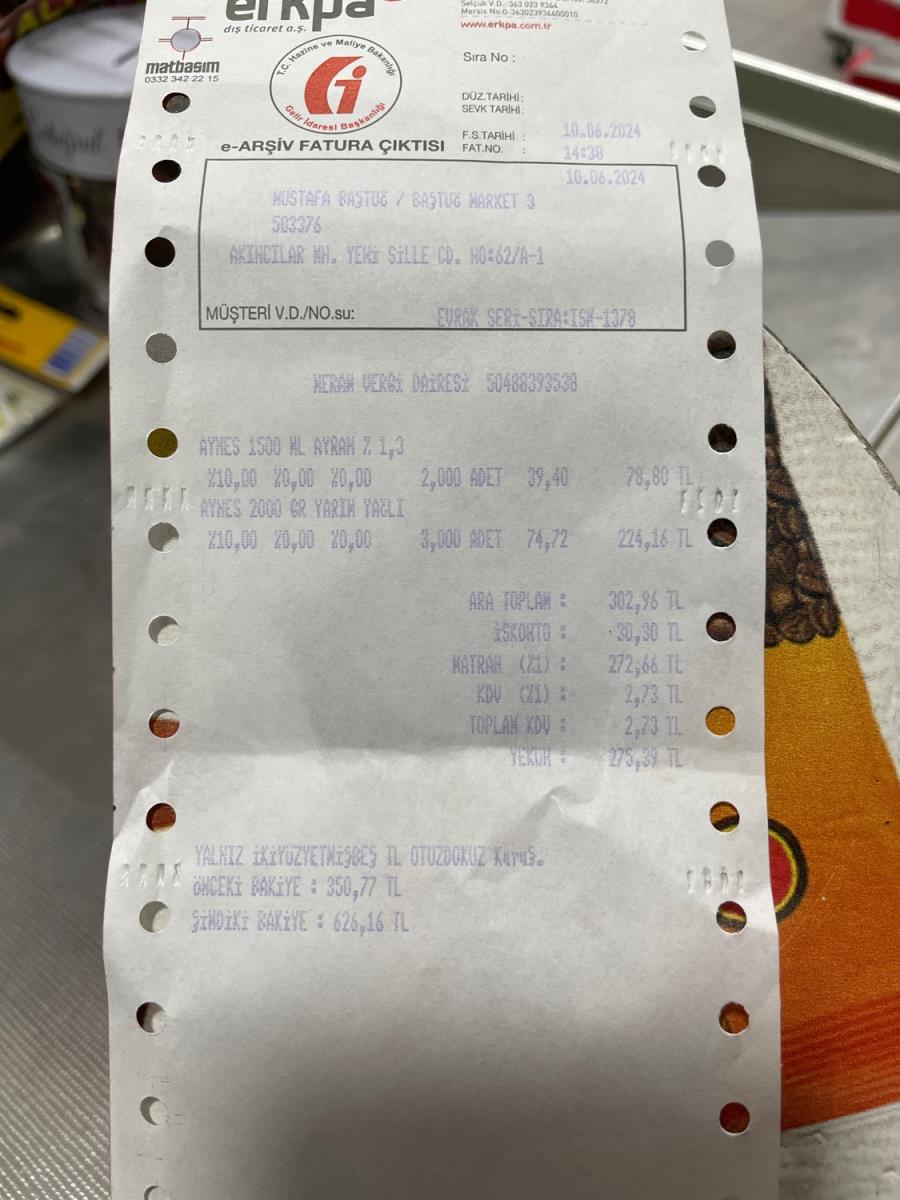 erkpa
dış ticaret a.ş.
Selçuk V.D.: 363 023 9364
Mersis No:0-363023936400010
www.erkpa.com.tr
matbasım
0332 342 22 15
T.C. Hazine ve Maliye Bakanlığı
Gelir İdaresi Başkanlığı
e-ARŞİV FATURA ÇIKTISI
Sıra No :
DÜZ.TARİHİ :
SEVK TARİHİ :
F.S.TARİHİ : 10.06.2024
FAT.NO. : 14:38
10.06.2024
MUSTAFA BAŞTUĞ / BAŞTUĞ MARKET 3
503376
AKINCILAR MH. YENİ SİLLE CD. NO:62/A-1
MÜŞTERİ V.D./NO.su: EVRAK SERİ-SIRA:ISK-1378
MERAM VERGİ DAİRESİ 50488393538
AYNES 1500 ML AYRAN % 1,3
%10,00 %0,00 %0,00 2,000 ADET 39,40 78,80 TL
AYNES 2000 GR YARIM YAĞLI
%10,00 %0,00 %0,00 3,000 ADET 74,72 224,16 TL
ARA TOPLAM : 302,96 TL
İSKONTO : -30,30 TL
MATRAH (%1) : 272,66 TL
KDV (%1) : 2,73 TL
TOPLAM KDV : 2,73 TL
YEKÜN : 275,39 TL
YALNIZ İKİYÜZYETMİŞBEŞ TL OTUZDOKUZ KuruŞ.
ÖNCEKİ BAKİYE : 350,77 TL
ŞİMDİKİ BAKİYE : 626,16 TL